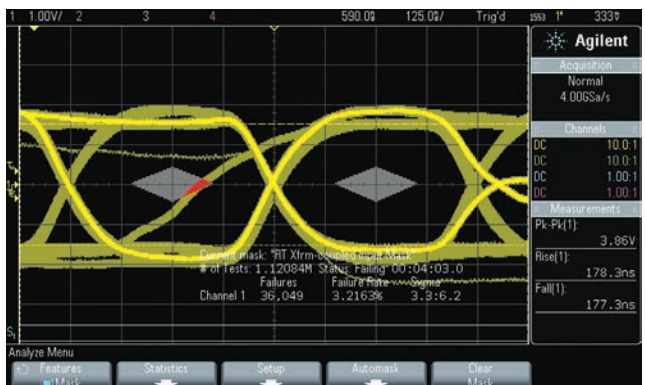 1 1.00V/ 2 3 4 590.0ns 125.0ns/ Trig'd 1553 1 333
Agilent
Acquisition
Normal
4.00GSa/s
Channels
DC 10.0:1
DC 10.0:1
DC 1.00:1
DC 1.00:1
Measurements
Pk-Pk(1):
3.86V
Rise(1):
178.3ns
Fall(1):
177.3ns
Current mask: "RT Xfrm-coupled Input Mask"
# of Tests: 1.12084M Status: Failing 00:04:03.0
Failures Failure Rate Sigma
Channel 1 36,049 3.2163% 3.3:6.2
Analyze Menu
Features Statistics Setup Automask Clear
Mask Mask